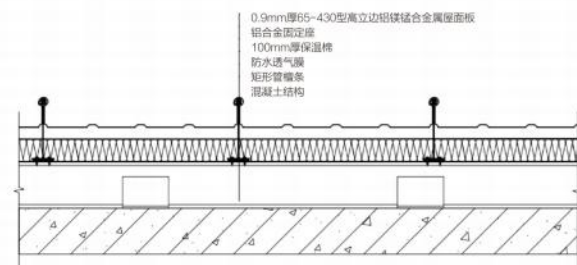 0.9mm厚65-430型高立边铝镁锰合金属屋面板
铝合金固定座
100mm厚保温棉
防水透气膜
矩形管檩条
混凝土结构